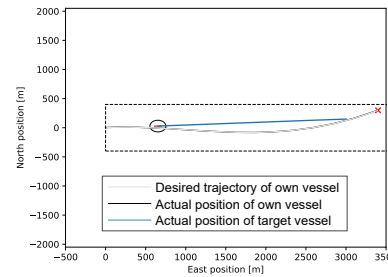 2000
1500
1000
500
0
−500
−1000
−1500
−2000
North position [m]
Desired trajectory of own vessel
Actual position of own vessel
Actual position of target vessel
−500 0 500 1000 1500 2000 2500 3000 3500
East position [m]